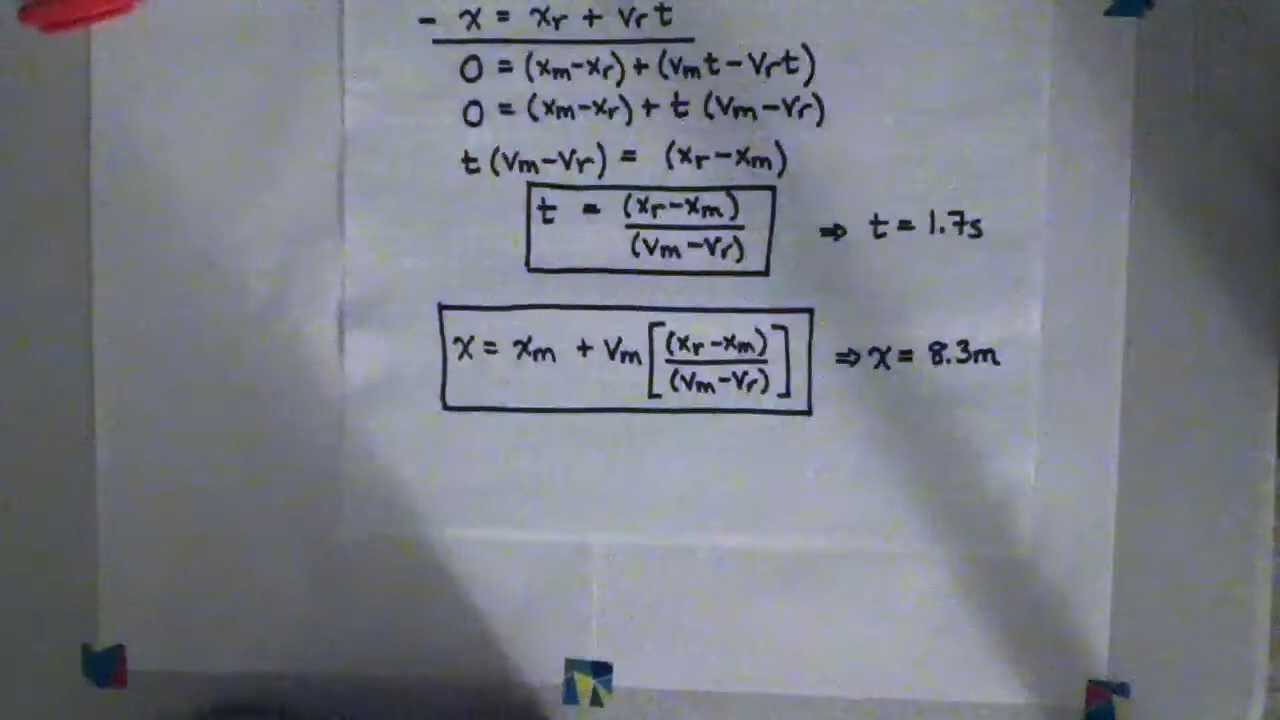 - x = xr + vr t
0 = (xm-xr) + (vmt - vrt)
0 = (xm-xr) + t (vm-vr)
t (vm-vr) = (xr-xm)
t = (xr-xm) / (vm-vr) ⇒ t = 1.7s
x = xm + vm [(xr-xm) / (vm-vr)] ⇒ x = 8.3m